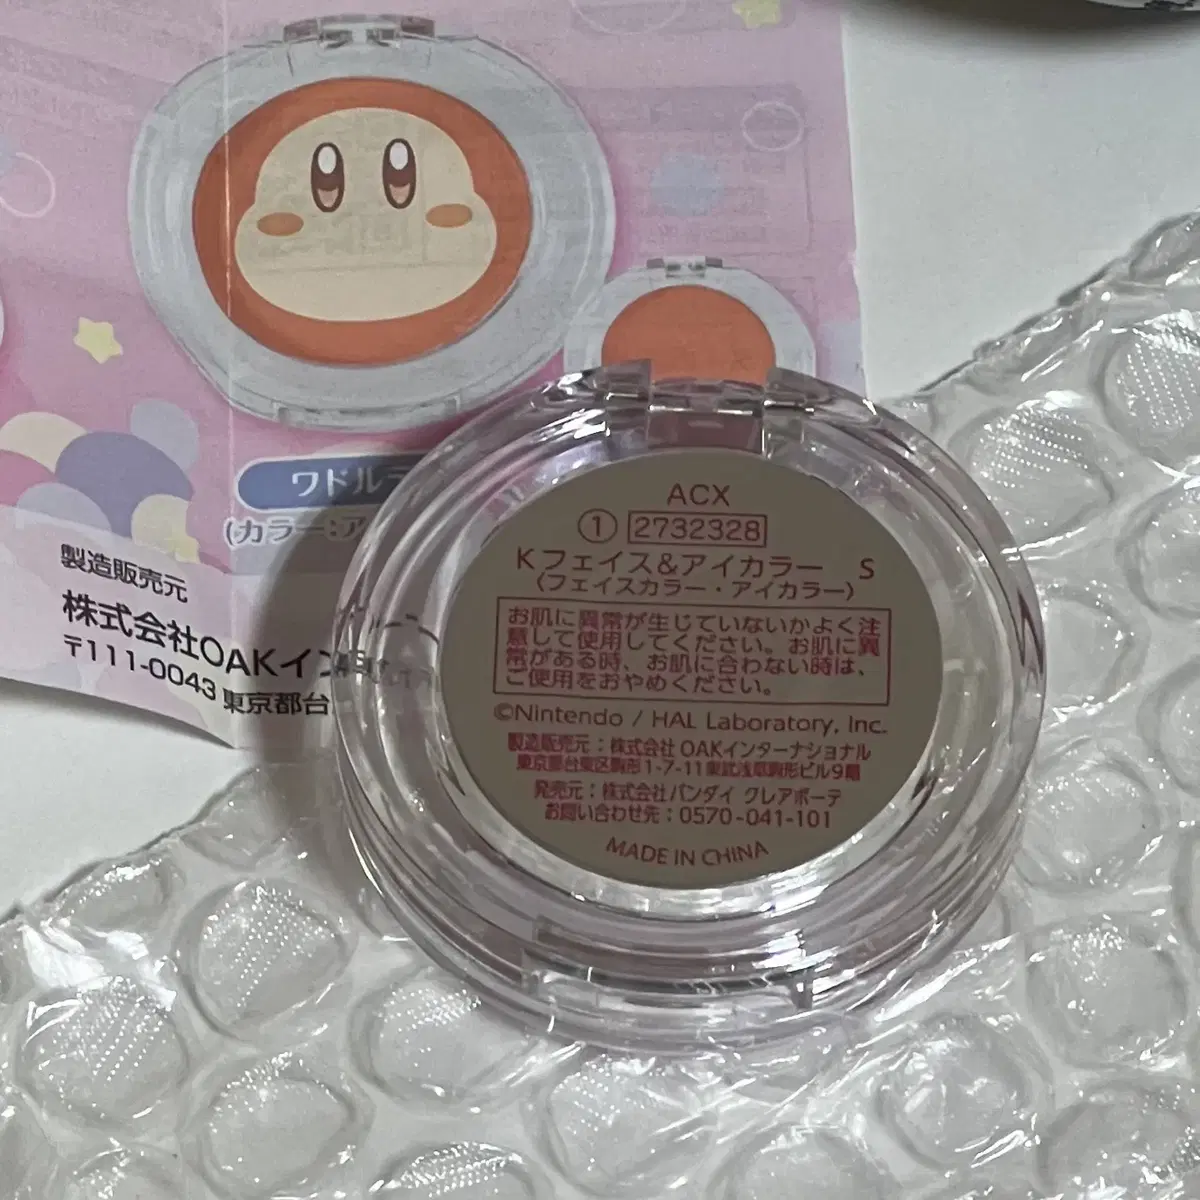 ワドル
(カラー:ア
製造販売元
株式会社OAKイン
〒111-0043 東京都台
ACX
① 2732328
Kフェイス&アイカラー S
(フェイスカラー・アイカラー)
お肌に異常が生じていないかよく注
意して使用してください。お肌に異
常がある時、お肌に合わない時は、
ご使用をおやめください。
©Nintendo / HAL Laboratory, Inc.
製造販売元:株式会社 OAKインターナショナル
東京都台東区駒形1-7-11東武浅草駒形ビル9階
発売元:株式会社バンダイ クレアボーテ
お問い合わせ先:0570-041-101
MADE IN CHINA